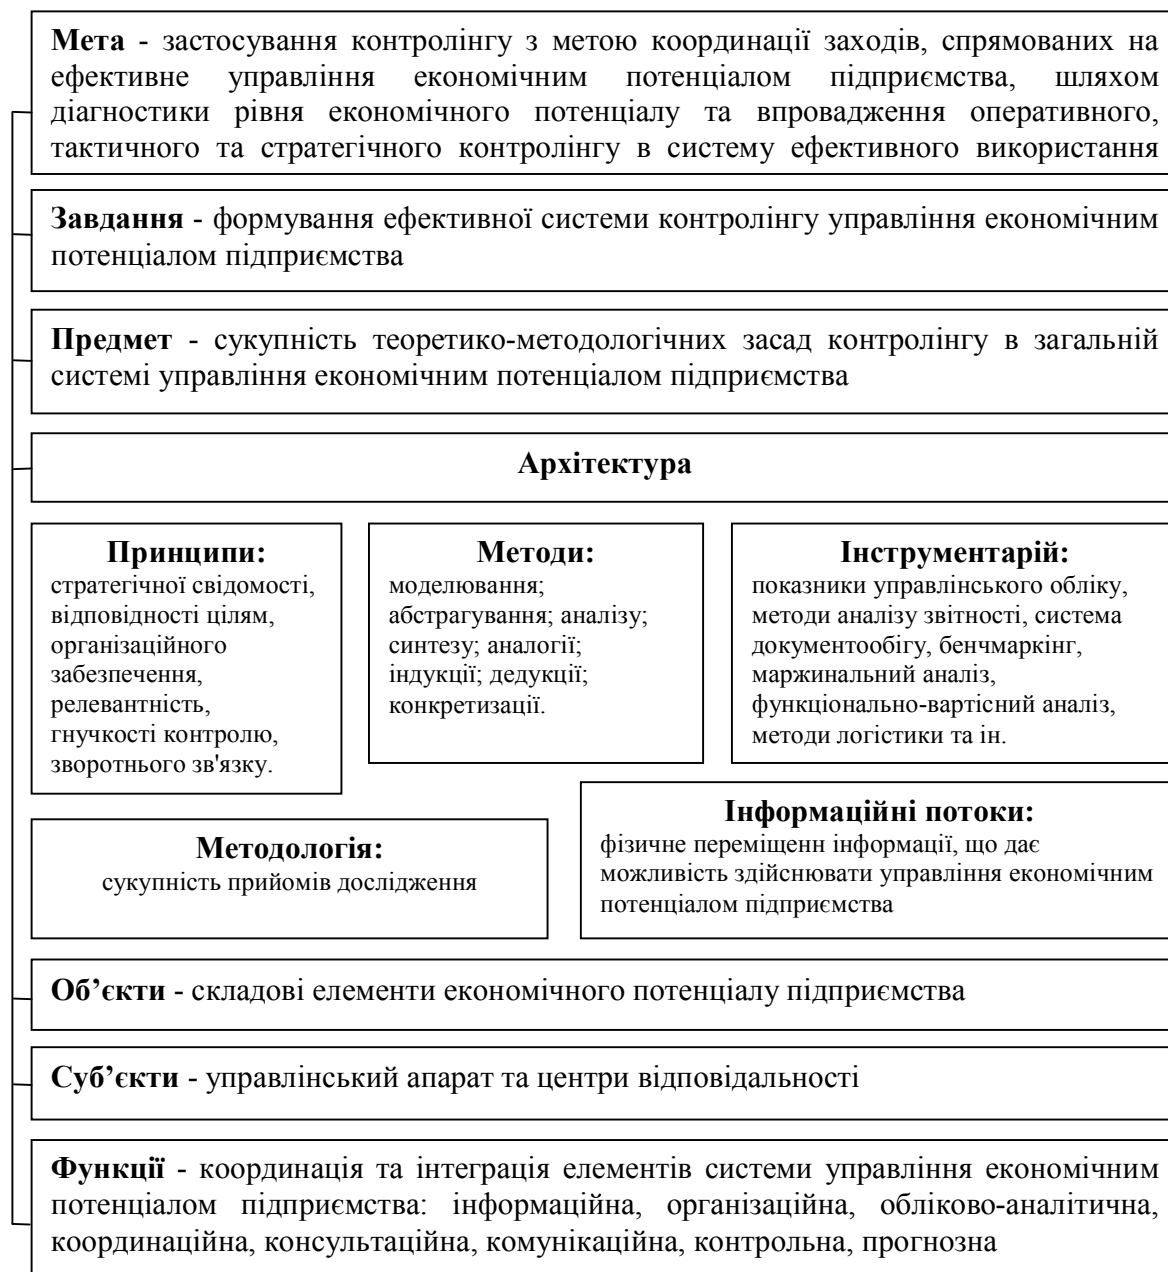 Мета - застосування контролінгу з метою координації заходів, спрямованих на
ефективне управління економічним потенціалом підприємства, шляхом
діагностики рівня економічного потенціалу та впровадження оперативного,
тактичного та стратегічного контролінгу в систему ефективного використання
Завдання - формування ефективної системи контролінгу управління економічним
потенціалом підприємства
Предмет - сукупність теоретико-методологічних засад контролінгу в загальній
системі управління економічним потенціалом підприємства
Архітектура
Принципи:
стратегічної свідомості,
відповідності цілям,
організаційного
забезпечення,
релевантність,
гнучкості контролю,
зворотнього зв'язку.
Методи:
моделювання;
абстрагування; аналізу;
синтезу; аналогії;
індукції; дедукції;
конкретизації.
Інструментарій:
показники управлінського обліку,
методи аналізу звітності, система
документообігу, бенчмаркінг,
маржинальний аналіз,
функціонально-вартісний аналіз,
методи логістики та ін.
Методологія:
сукупність прийомів дослідження
Інформаційні потоки:
фізичне переміщенн інформації, що дає
можливість здійснювати управління економічним
потенціалом підприємства
Об’єкти - складові елементи економічного потенціалу підприємства
Суб’єкти - управлінський апарат та центри відповідальності
Функції - координація та інтеграція елементів системи управління економічним
потенціалом підприємства: інформаційна, організаційна, обліково-аналітична,
координаційна, консультаційна, комунікаційна, контрольна, прогнозна